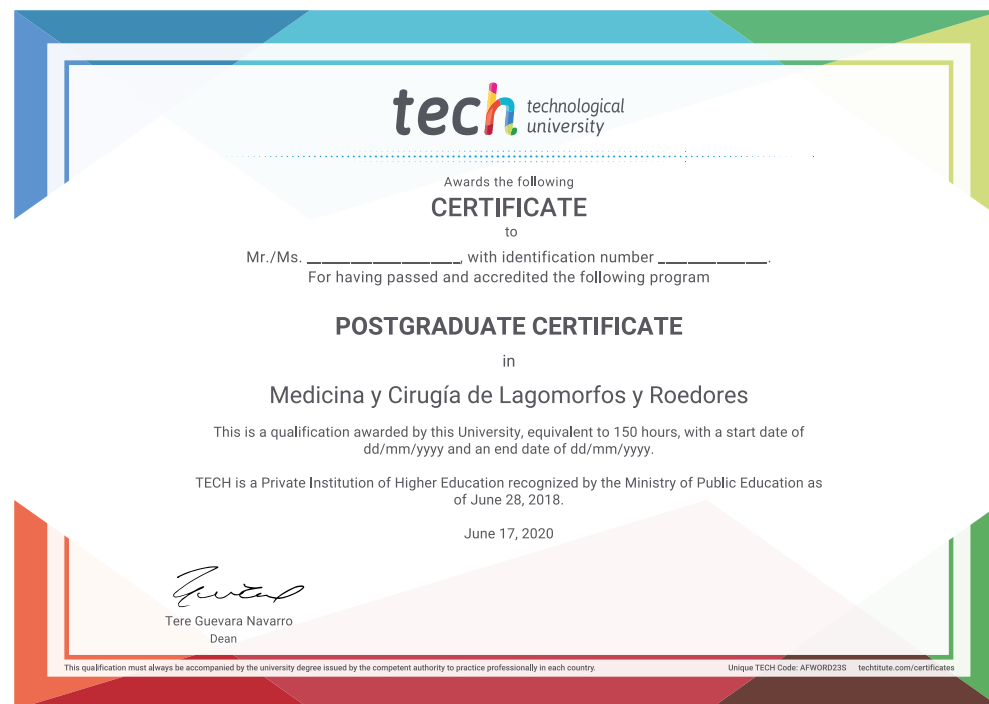 tech technological
university
Awards the following
CERTIFICATE
to
Mr./Ms. _____________________, with identification number _______________.
For having passed and accredited the following program
POSTGRADUATE CERTIFICATE
in
Medicina y Cirugía de Lagomorfos y Roedores
This is a qualification awarded by this University, equivalent to 150 hours, with a start date of
dd/mm/yyyy and an end date of dd/mm/yyyy.
TECH is a Private Institution of Higher Education recognized by the Ministry of Public Education as
of June 28, 2018.
June 17, 2020
Tere Guevara Navarro
Dean
This qualification must always be accompanied by the university degree issued by the competent authority to practice professionally in each country.
Unique TECH Code: AFWORD23S techtitute.com/certificates